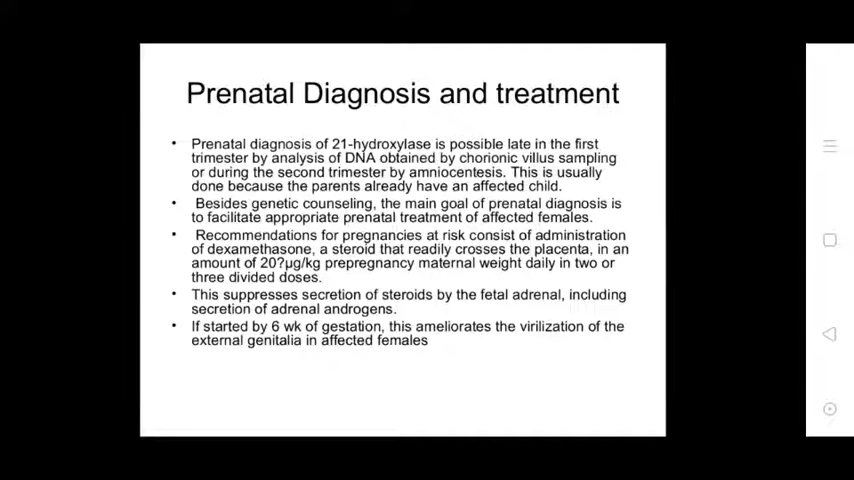 Prenatal Diagnosis and treatment
• Prenatal diagnosis of 21-hydroxylase is possible late in the first
trimester by analysis of DNA obtained by chorionic villus sampling
or during the second trimester by amniocentesis. This is usually
done because the parents already have an affected child.
• Besides genetic counseling, the main goal of prenatal diagnosis is
to facilitate appropriate prenatal treatment of affected females.
• Recommendations for pregnancies at risk consist of administration
of dexamethasone, a steroid that readily crosses the placenta, in an
amount of 20?µg/kg prepregnancy maternal weight daily in two or
three divided doses.
• This suppresses secretion of steroids by the fetal adrenal, including
secretion of adrenal androgens.
• If started by 6 wk of gestation, this ameliorates the virilization of the
external genitalia in affected females